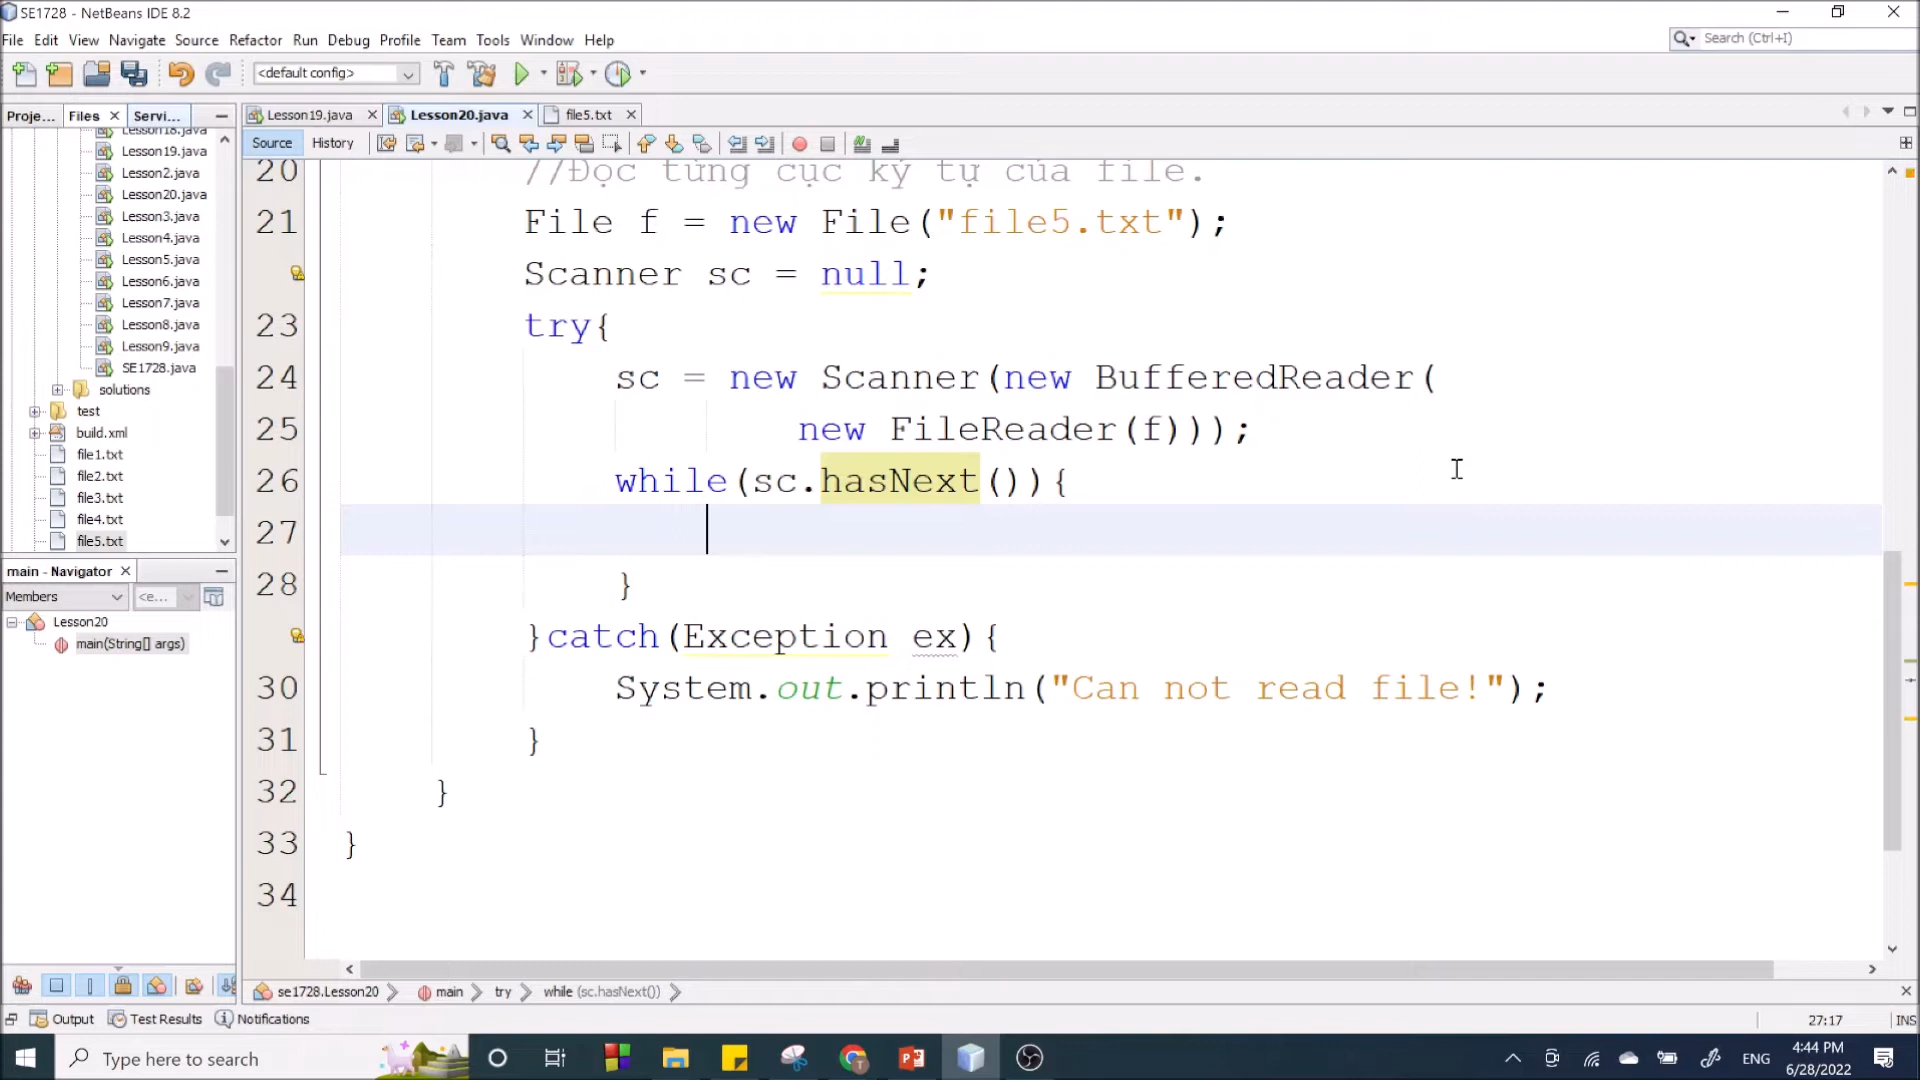 SE1728 - NetBeans IDE 8.2
File Edit View Navigate Source Refactor Run Debug Profile Team Tools Window Help
Search (Ctrl+I)
<default config>
Proje... Files Servi...
Lesson19.java Lesson20.java file5.txt
Source History
Lesson18.java
Lesson19.java
Lesson2.java
Lesson20.java
Lesson3.java
Lesson4.java
Lesson5.java
Lesson6.java
Lesson7.java
Lesson8.java
Lesson9.java
SE1728.java
solutions
test
build.xml
file1.txt
file2.txt
file3.txt
file4.txt
file5.txt
main - Navigator
Members <e...
Lesson20
main(String[] args)
20 //Đọc từng cục ký tự của file.
21 File f = new File("file5.txt");
Scanner sc = null;
23 try{
24 sc = new Scanner(new BufferedReader(
25 new FileReader(f)));
26 while(sc.hasNext()){
27
28 }
}catch(Exception ex){
30 System.out.println("Can not read file!");
31 }
32 }
33 }
34
se1728.Lesson20 main try while (sc.hasNext())
Output Test Results Notifications
27:17 INS
Type here to search
ENG
4:44 PM
6/28/2022